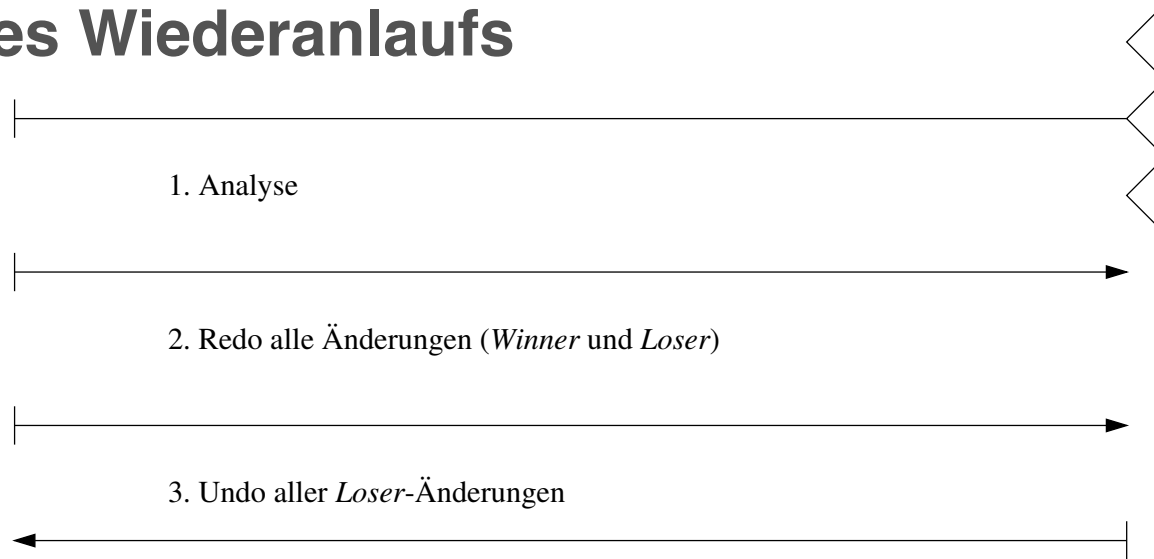 es Wiederanlaufs
1. Analyse
2. Redo alle Änderungen (Winner und Loser)
3. Undo aller Loser-Änderungen